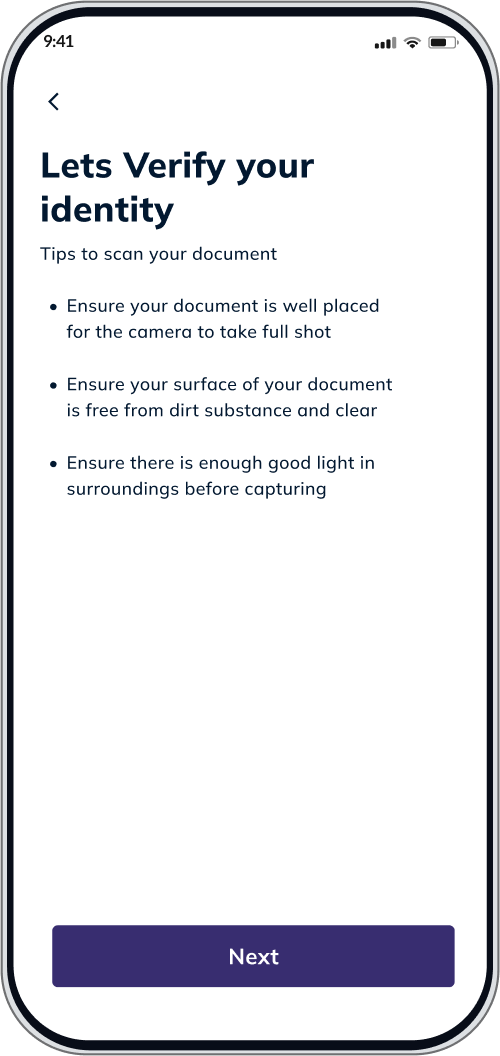 9:41
Lets Verify your
identity
Tips to scan your document
• Ensure your document is well placed
for the camera to take full shot
• Ensure your surface of your document
is free from dirt substance and clear
• Ensure there is enough good light in
surroundings before capturing
Next